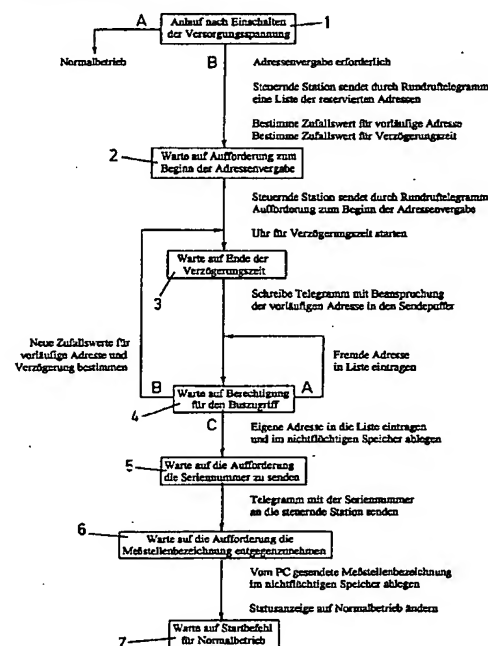 A
Anlauf nach Einschalten
der Versorgungsspannung
1
Normalbetrieb
B
Adressenvergabe erforderlich
Steuernde Station sendet durch Rundruftelegramm
eine Liste der reservierten Adressen
Bestimme Zufallswert für vorläufige Adresse
Bestimme Zufallswert für Verzögerungszeit
2
Warte auf Aufforderung zum
Beginn der Adressenvergabe
Steuernde Station sendet durch Rundruftelegramm
Aufforderung zum Beginn der Adressenvergabe
Uhr für Verzögerungszeit starten
Warte auf Ende der
Verzögerungszeit
3
Schreibe Telegramm mit Beanspruchung
der vorläufigen Adresse in den Sendepuffer
Neue Zufallswerte für
vorläufige Adresse und
Verzögerung bestimmen
Fremde Adresse
in Liste eintragen
B
Warte auf Berechtigung
für den Buszugriff
A
4
C
Eigene Adresse in die Liste eintragen
und im nichtflüchtigen Speicher ablegen
5
Warte auf die Aufforderung
die Seriennummer zu senden
Telegramm mit der Seriennummer
an die steuernde Station senden
6
Warte auf die Aufforderung die
Meßstellenbezeichnung entgegenzunehmen
Vom PC gesendete Meßstellenbezeichnung
im nichtflüchtigen Speicher ablegen
Statusanzeige auf Normalbetrieb ändern
7
Warte auf Startbefehl
für Normalbetrieb